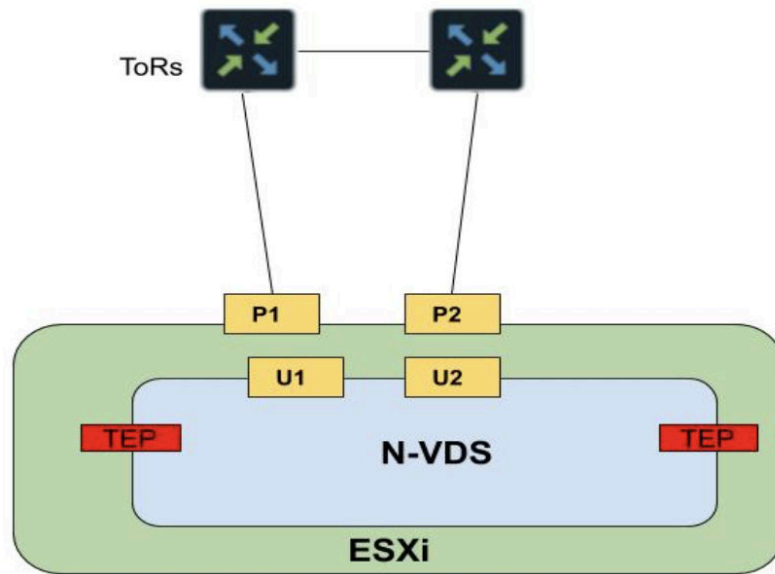 ToRs
P1
P2
U1
U2
TEP
TEP
N-VDS
ESXi